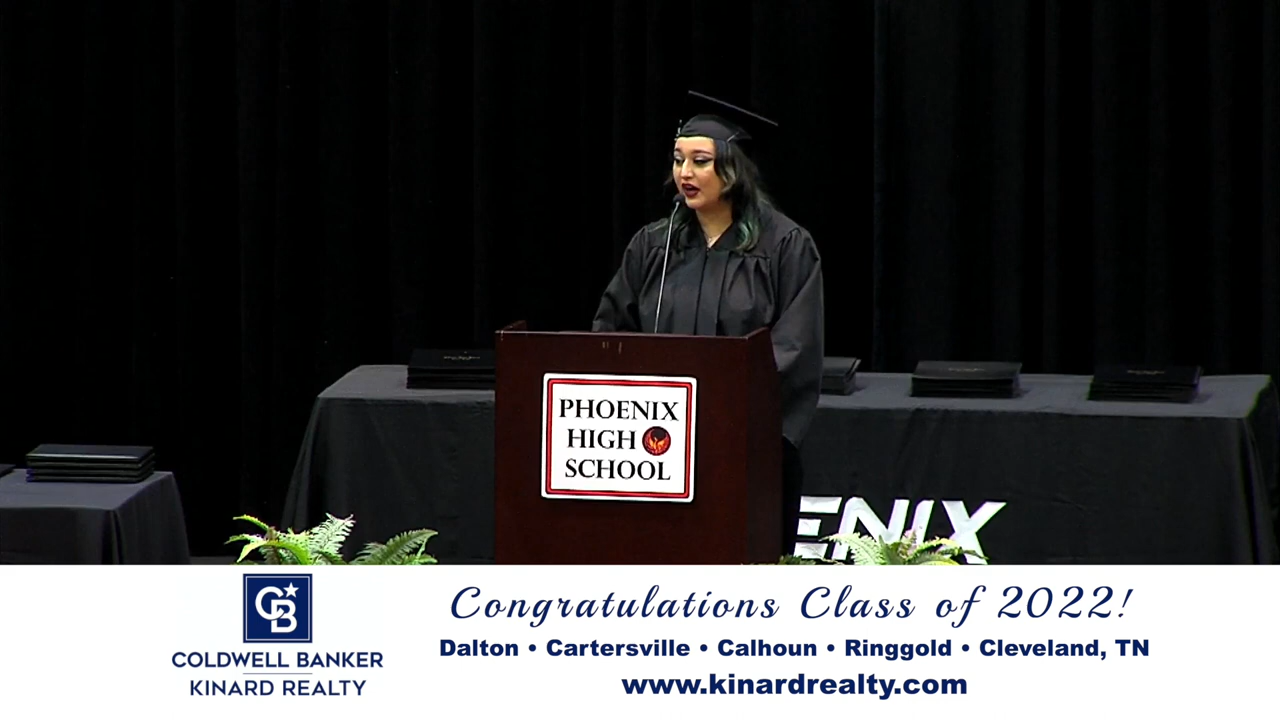 PHOENIX
HIGH
SCHOOL
ENIX
CB
COLDWELL BANKER
KINARD REALTY
Congratulations Class of 2022!
Dalton • Cartersville • Calhoun • Ringgold • Cleveland, TN
www.kinardrealty.com